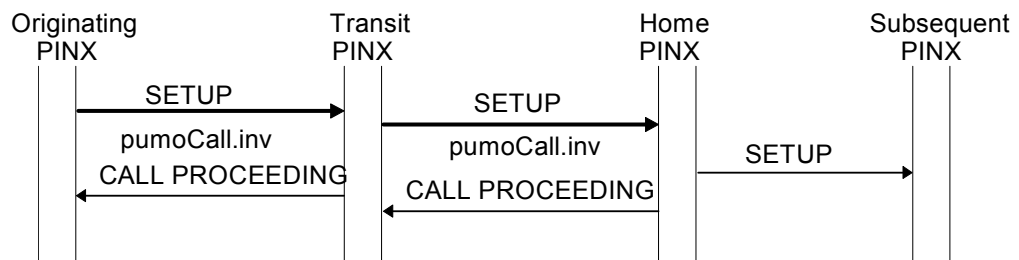 Originating PINX
Transit PINX
Home PINX
Subsequent PINX
SETUP
pumoCall.inv
CALL PROCEEDING
SETUP
pumoCall.inv
CALL PROCEEDING
SETUP